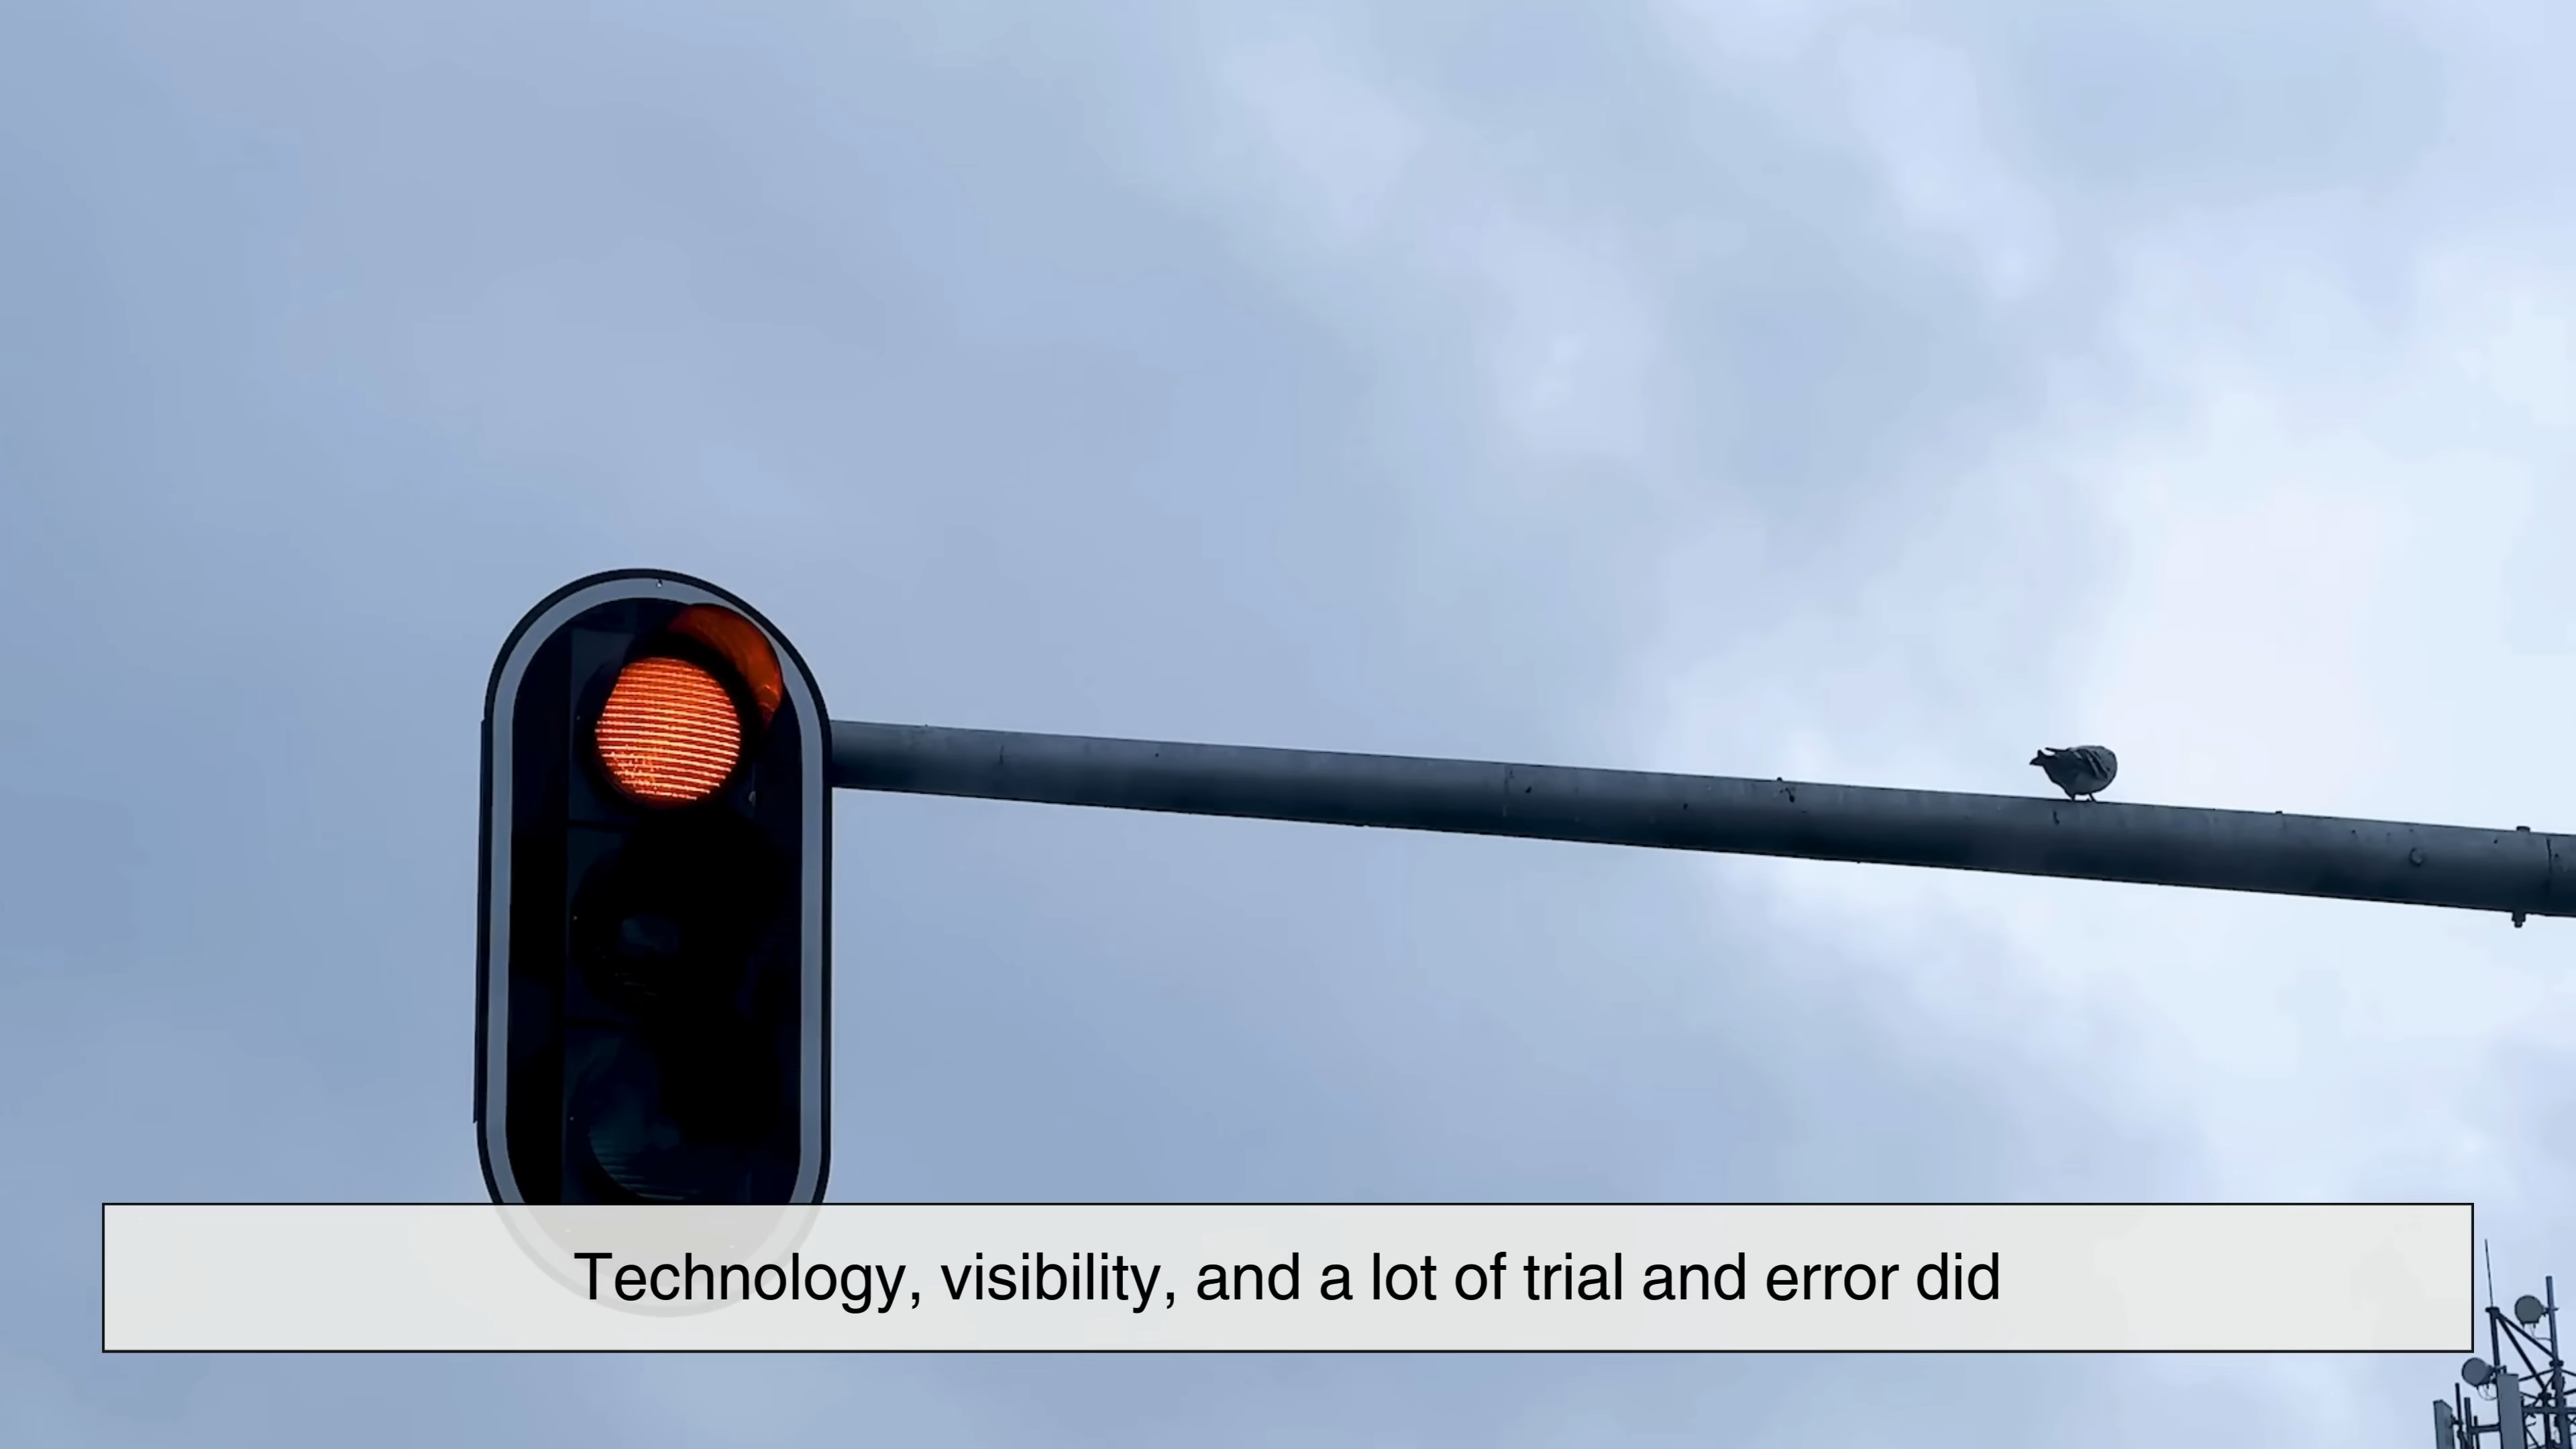 Technology, visibility, and a lot of trial and error did